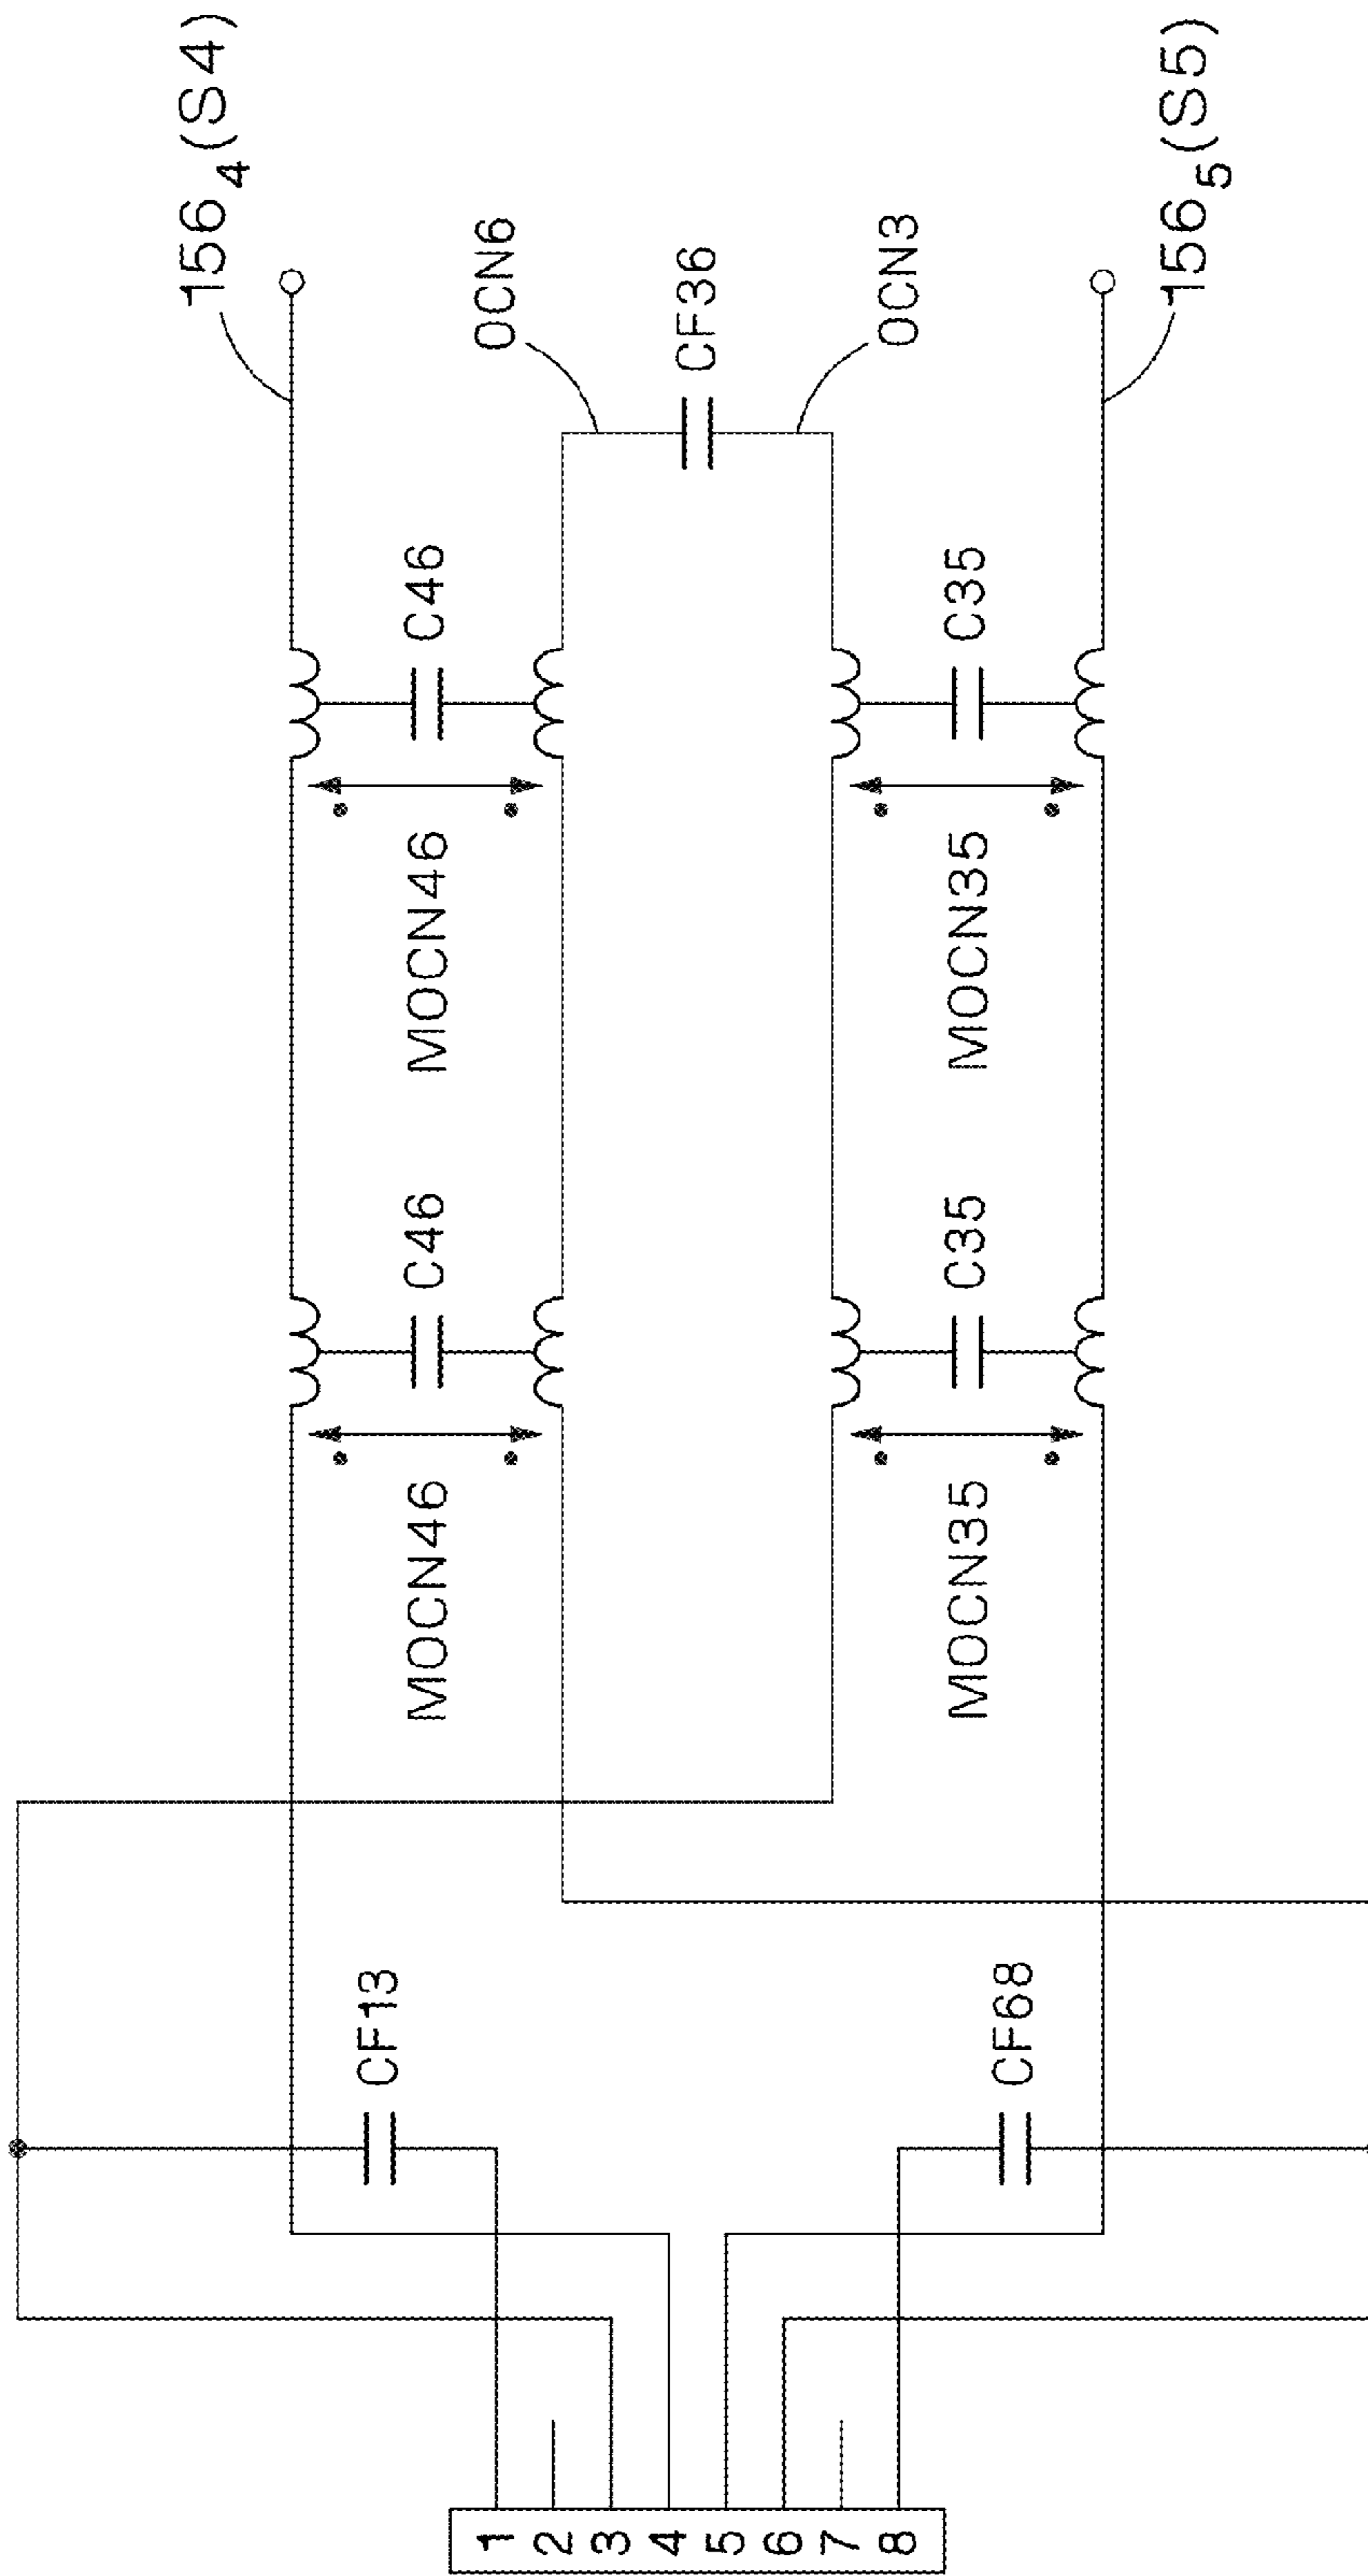 156₄(S4)
OCN6
CF36
OCN3
156₅(S5)
C46
C35
MOCN46
MOCN35
C46
C35
MOCN46
MOCN35
CF13
CF68
1
2
3
4
5
6
7
8